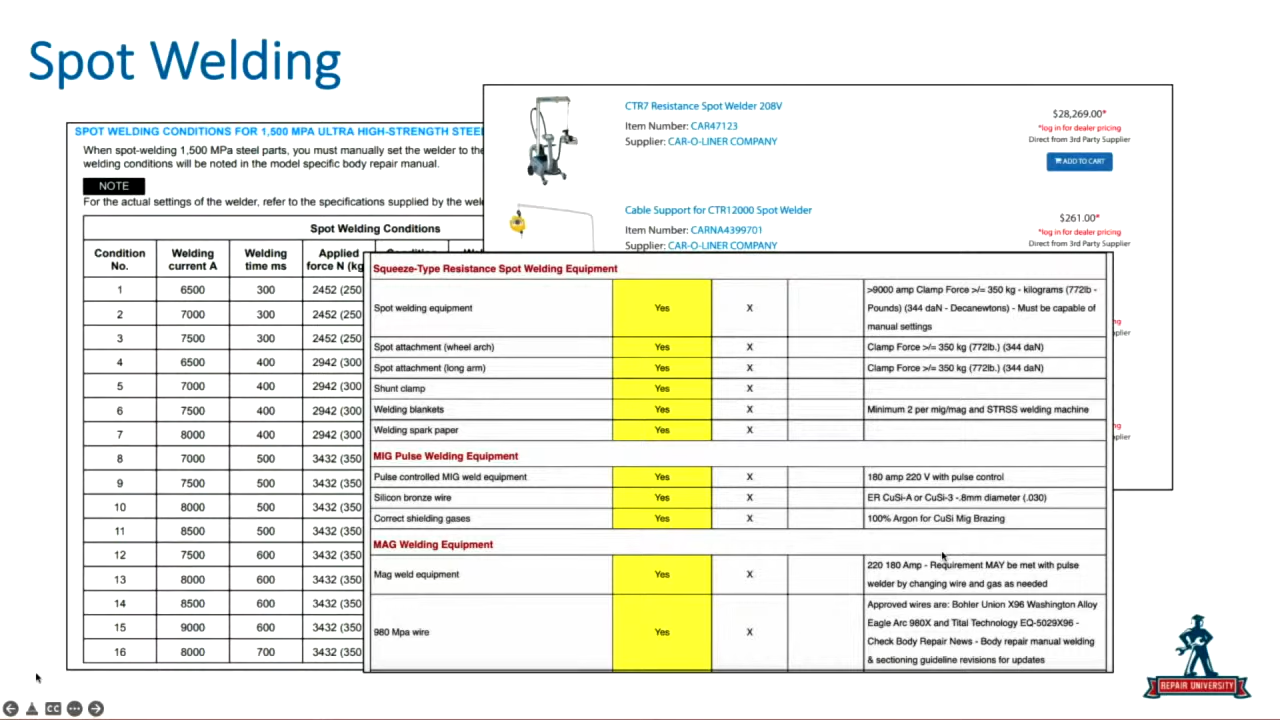 Spot Welding
SPOT WELDING CONDITIONS FOR 1,500 MPA ULTRA HIGH-STRENGTH STEEL
When spot-welding 1,500 MPa steel parts, you must manually set the welder to the
welding conditions will be noted in the model specific body repair manual.
NOTE
For the actual settings of the welder, refer to the specifications supplied by the
Spot Welding Conditions
Condition No. Welding current A Welding time ms Applied force N (kg
1 6500 300 2452 (250
2 7000 300 2452 (250
3 7500 300 2452 (250
4 6500 400 2942 (300
5 7000 400 2942 (300
6 7500 400 2942 (300
7 8000 400 2942 (300
8 7000 500 3432 (350
9 7500 500 3432 (350
10 8000 500 3432 (350
11 8500 500 3432 (350
12 7500 600 3432 (350
13 8000 600 3432 (350
14 8500 600 3432 (350
15 9000 600 3432 (350
16 8000 700 3432 (350
CTR7 Resistance Spot Welder 208V
Item Number: CAR47123
Supplier: CAR-O-LINER COMPANY
$28,269.00*
*log in for dealer pricing
Direct from 3rd Party Supplier
ADD TO CART
Cable Support for CTR12000 Spot Welder
Item Number: CARNA4399701
Supplier: CAR-O-LINER COMPANY
$261.00*
*log in for dealer pricing
Direct from 3rd Party Supplier
ng
plier
ng
plier
Squeeze-Type Resistance Spot Welding Equipment
Spot welding equipment Yes X >9000 amp Clamp Force >/= 350 kg - kilograms (772lb -
Pounds) (344 daN - Decanewtons) - Must be capable of
manual settings
Spot attachment (wheel arch) Yes X Clamp Force >/= 350 kg (772lb.) (344 daN)
Spot attachment (long arm) Yes X Clamp Force >/= 350 kg (772lb.) (344 daN)
Shunt clamp Yes X
Welding blankets Yes X Minimum 2 per mig/mag and STRSS welding machine
Welding spark paper Yes X
MIG Pulse Welding Equipment
Pulse controlled MIG weld equipment Yes X 180 amp 220 V with pulse control
Silicon bronze wire Yes X ER CuSi-A or CuSi-3 -.8mm diameter (.030)
Correct shielding gases Yes X 100% Argon for CuSi Mig Brazing
MAG Welding Equipment
Mag weld equipment Yes X 220 180 Amp - Requirement MAY be met with pulse
welder by changing wire and gas as needed
980 Mpa wire Yes X Approved wires are: Bohler Union X96 Washington Alloy
Eagle Arc 980X and Tital Technology EQ-5029X96 -
Check Body Repair News - Body repair manual welding
& sectioning guideline revisions for updates
REPAIR UNIVERSITY
CC